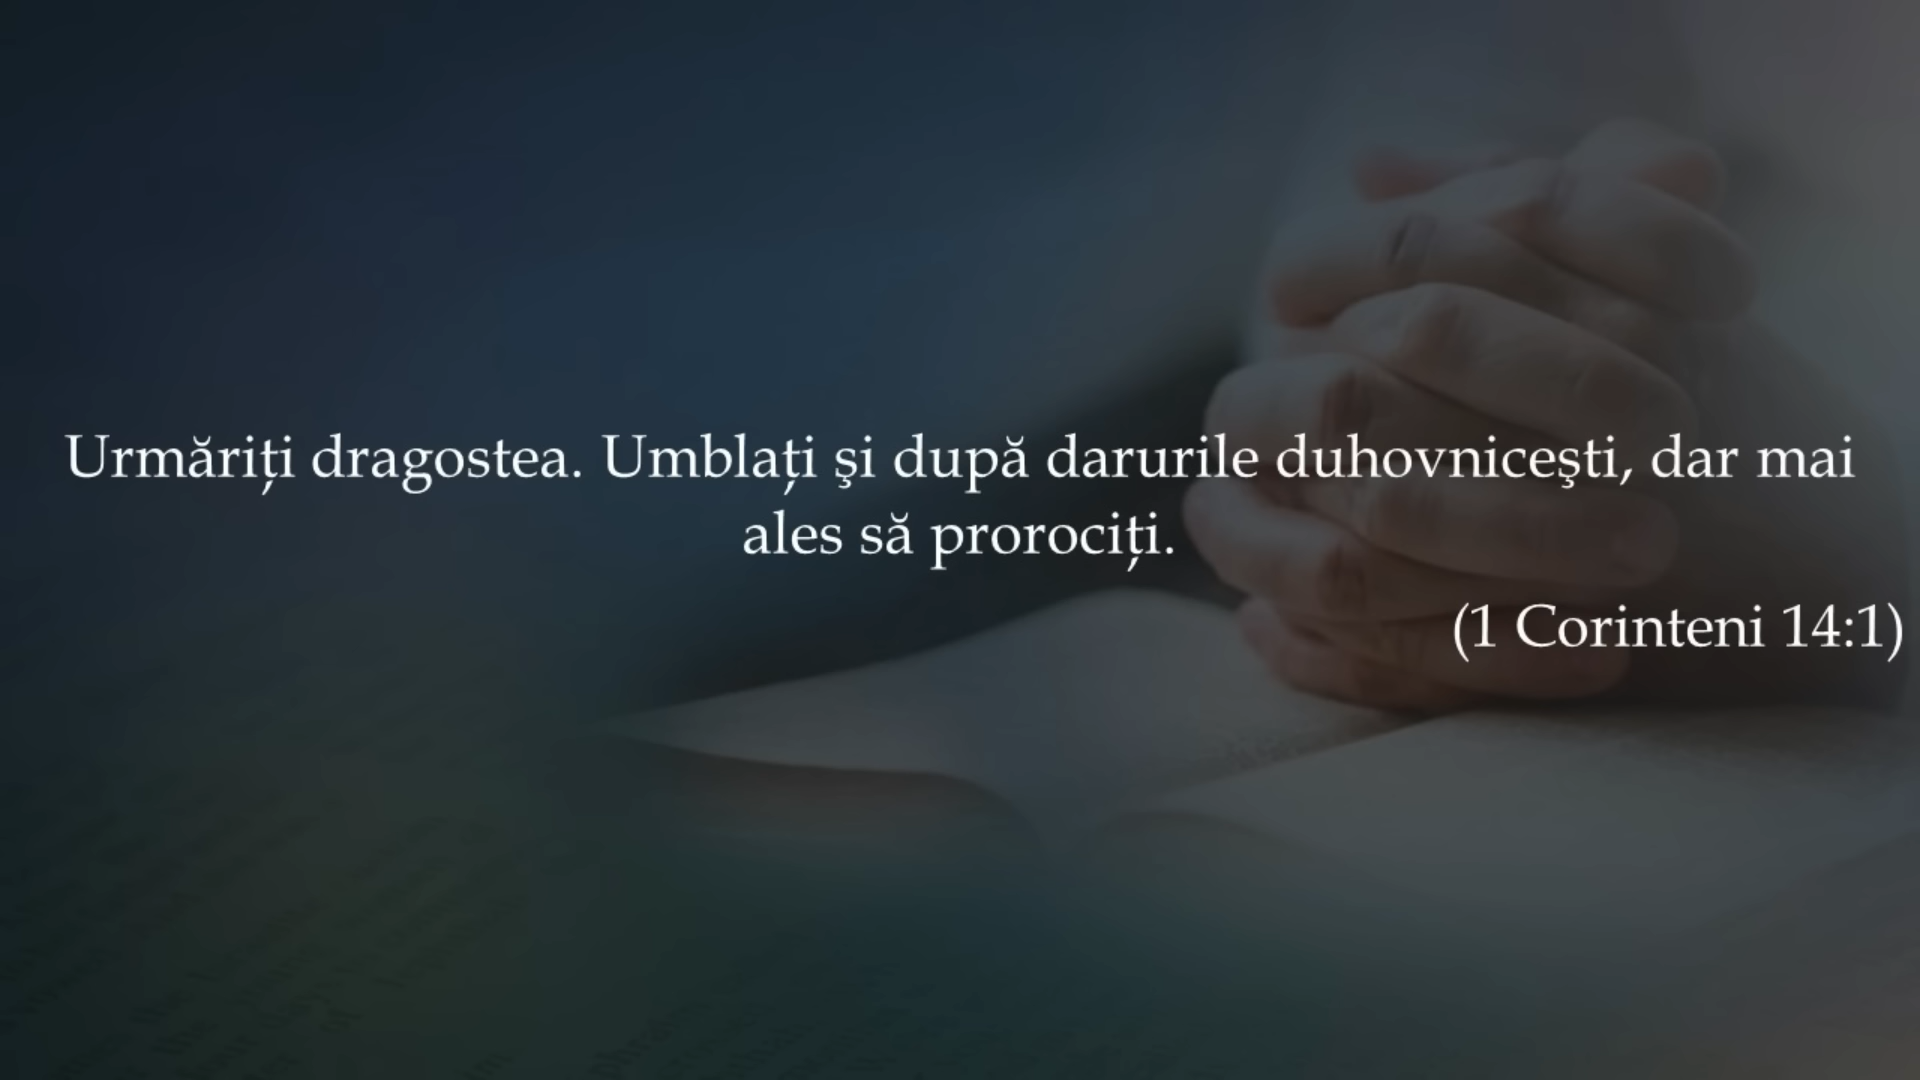 Urmăriți dragostea. Umblați şi după darurile duhovniceşti, dar mai
ales să prorociți.
(1 Corinteni 14:1)